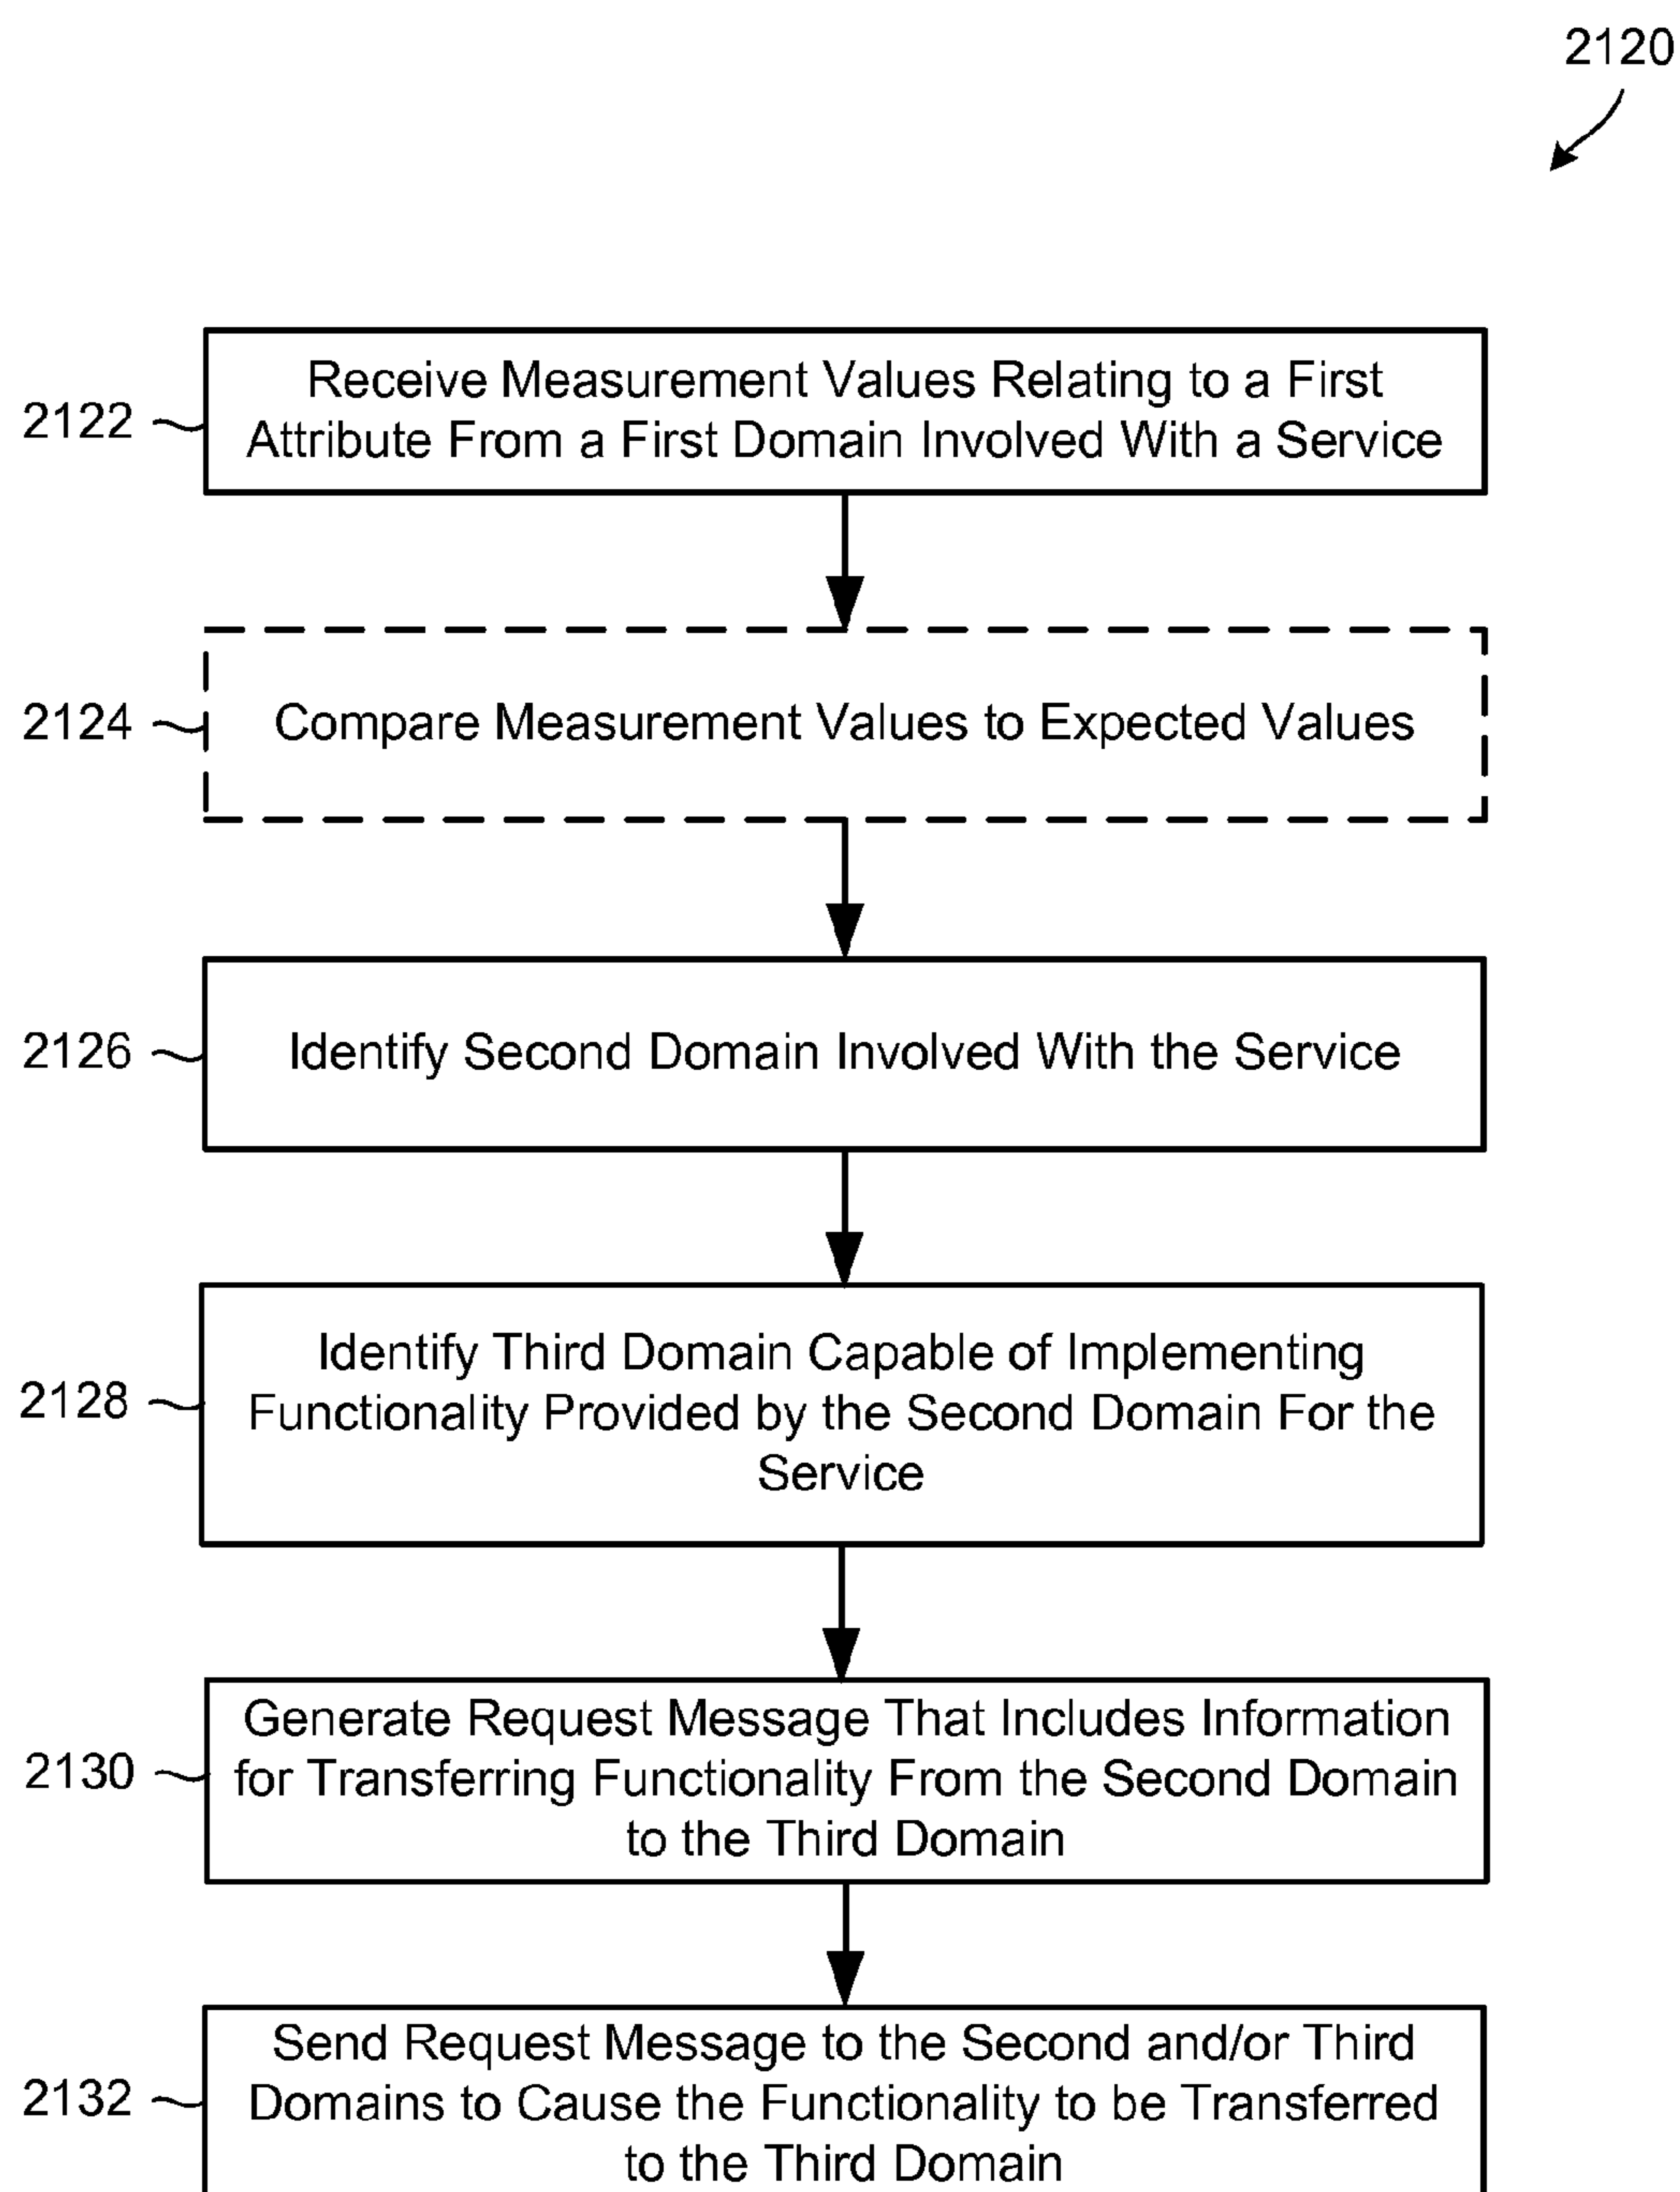 2120
Receive Measurement Values Relating to a First
Attribute From a First Domain Involved With a Service
2122
Compare Measurement Values to Expected Values
2124
Identify Second Domain Involved With the Service
2126
Identify Third Domain Capable of Implementing
Functionality Provided by the Second Domain For the
Service
2128
Generate Request Message That Includes Information
for Transferring Functionality From the Second Domain
to the Third Domain
2130
Send Request Message to the Second and/or Third
Domains to Cause the Functionality to be Transferred
to the Third Domain
2132